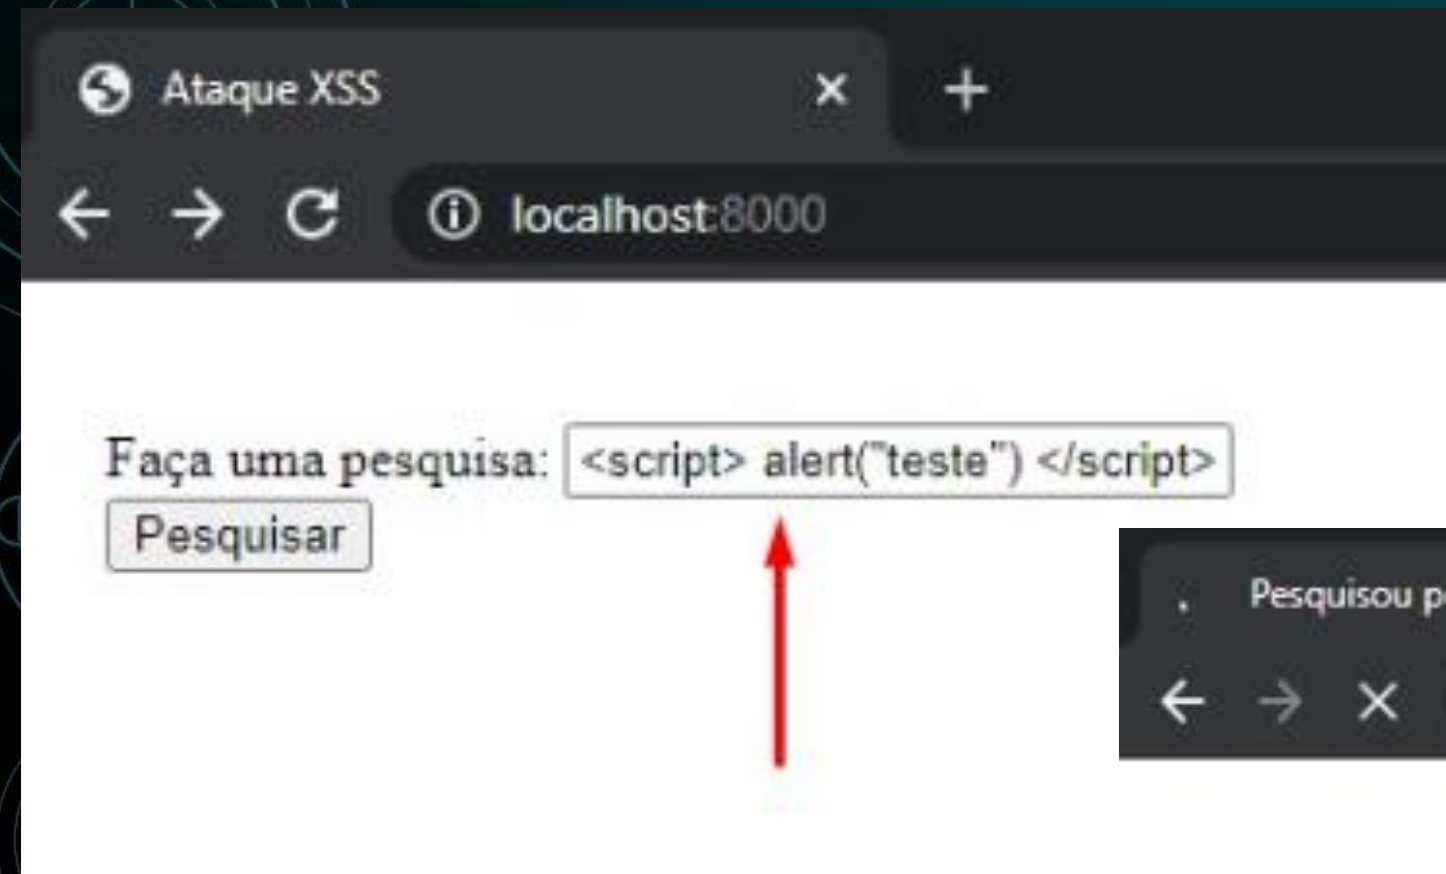 Ataque XSS
localhost:8000
Faça uma pesquisa: <script> alert("teste") </script>
Pesquisar
Pesquisou